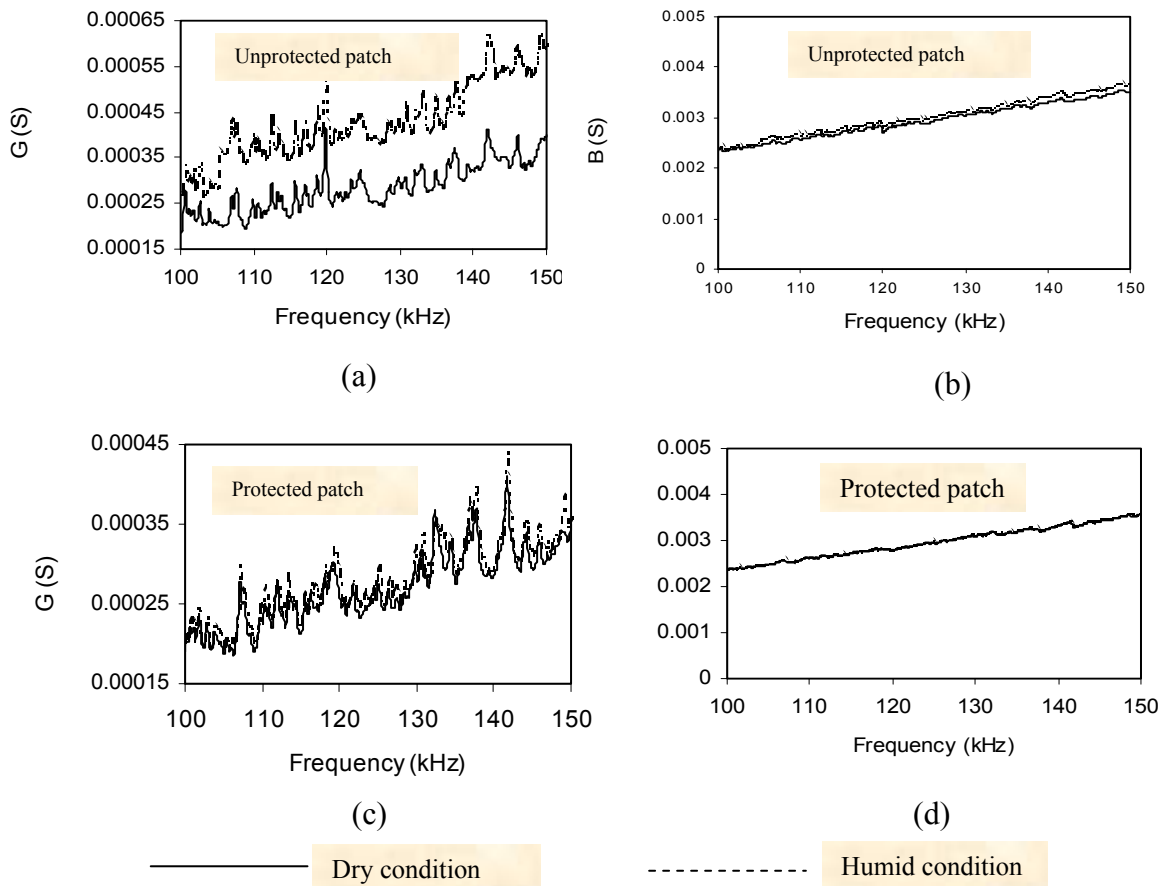 0.00065
0.00055
0.00045
0.00035
0.00025
0.00015
G (S)
Unprotected patch
100 110 120 130 140 150
Frequency (kHz)
(a)
0.005
0.004
0.003
0.002
0.001
0
B (S)
Unprotected patch
100 110 120 130 140 150
Frequency (kHz)
(b)
0.00045
0.00035
0.00025
0.00015
G (S)
Protected patch
100 110 120 130 140 150
Frequency (kHz)
(c)
0.005
0.004
0.003
0.002
0.001
0
Protected patch
100 110 120 130 140 150
Frequency (kHz)
(d)
Dry condition
Humid condition